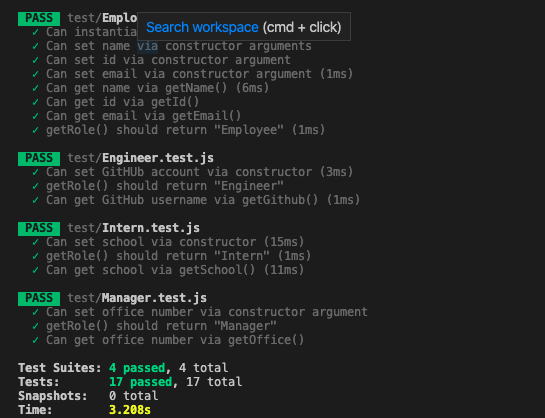 PASS test/Emplo
Search workspace (cmd + click)
✓ Can instantia
✓ Can set name via constructor arguments
✓ Can set id via constructor argument
✓ Can set email via constructor argument (1ms)
✓ Can get name via getName() (6ms)
✓ Can get id via getId()
✓ Can get email via getEmail()
✓ getRole() should return "Employee" (1ms)
PASS test/Engineer.test.js
✓ Can set GitHUb account via constructor (3ms)
✓ getRole() should return "Engineer"
✓ Can get GitHub username via getGithub() (1ms)
PASS test/Intern.test.js
✓ Can set school via constructor (15ms)
✓ getRole() should return "Intern" (1ms)
✓ Can get school via getSchool() (11ms)
PASS test/Manager.test.js
✓ Can set office number via constructor argument
✓ getRole() should return "Manager"
✓ Can get office number via getOffice()
Test Suites: 4 passed, 4 total
Tests: 17 passed, 17 total
Snapshots: 0 total
Time: 3.208s